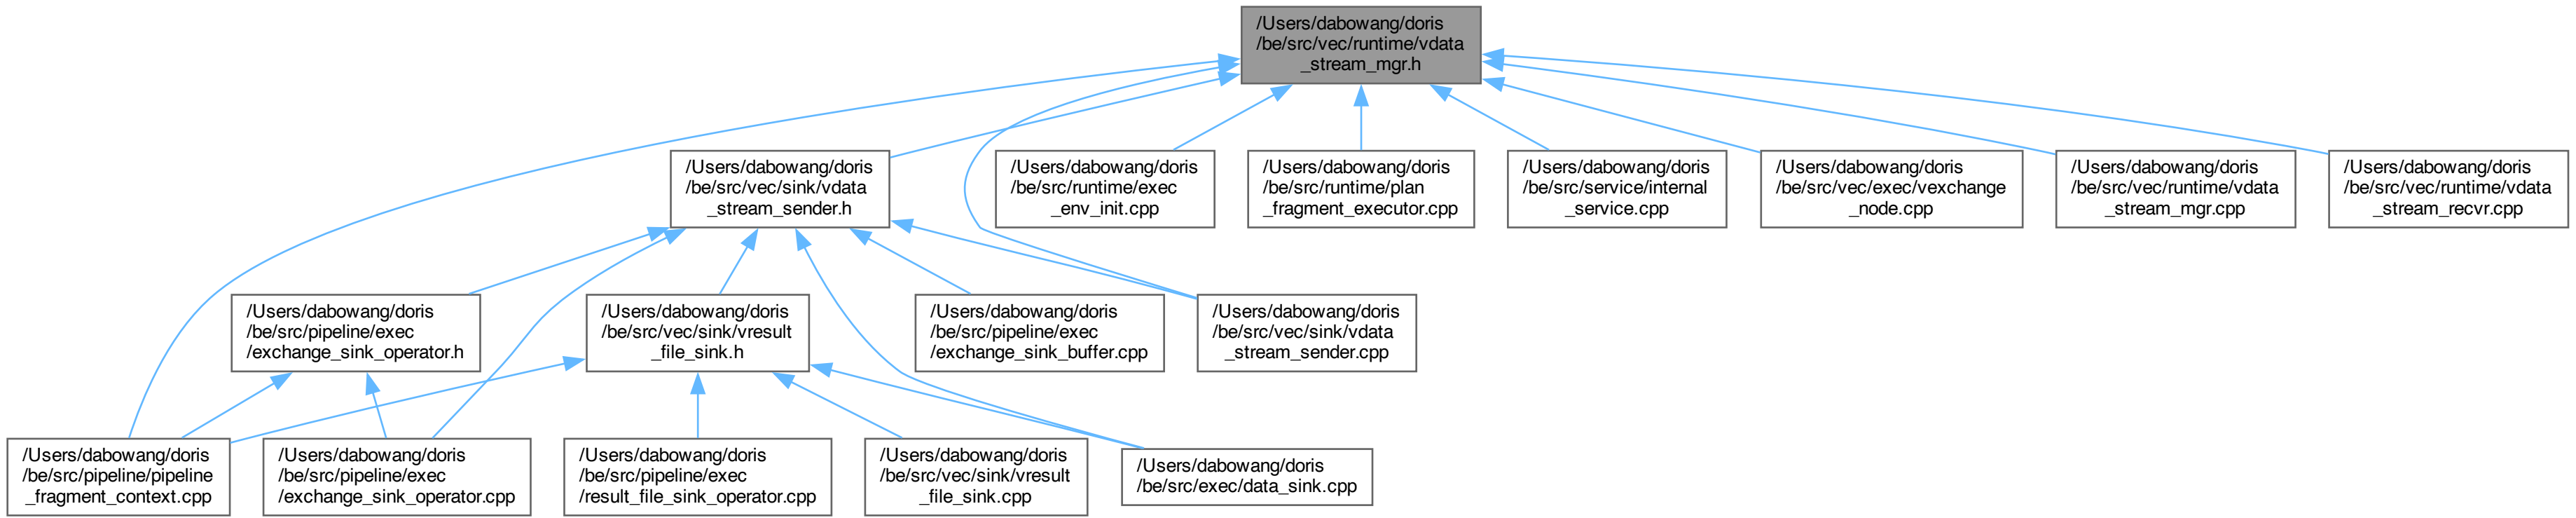 /Users/dabowang/doris
/be/src/vec/runtime/vdata
_stream_mgr.h
/Users/dabowang/doris
/be/src/vec/sink/vdata
_stream_sender.h
/Users/dabowang/doris
/be/src/runtime/exec
_env_init.cpp
/Users/dabowang/doris
/be/src/runtime/plan
_fragment_executor.cpp
/Users/dabowang/doris
/be/src/service/internal
_service.cpp
/Users/dabowang/doris
/be/src/vec/exec/vexchange
_node.cpp
/Users/dabowang/doris
/be/src/vec/runtime/vdata
_stream_mgr.cpp
/Users/dabowang/doris
/be/src/vec/runtime/vdata
_stream_recvr.cpp
/Users/dabowang/doris
/be/src/pipeline/exec
/exchange_sink_operator.h
/Users/dabowang/doris
/be/src/vec/sink/vresult
_file_sink.h
/Users/dabowang/doris
/be/src/pipeline/exec
/exchange_sink_buffer.cpp
/Users/dabowang/doris
/be/src/vec/sink/vdata
_stream_sender.cpp
/Users/dabowang/doris
/be/src/pipeline/pipeline
_fragment_context.cpp
/Users/dabowang/doris
/be/src/pipeline/exec
/exchange_sink_operator.cpp
/Users/dabowang/doris
/be/src/pipeline/exec
/result_file_sink_operator.cpp
/Users/dabowang/doris
/be/src/vec/sink/vresult
_file_sink.cpp
/Users/dabowang/doris
/be/src/exec/data_sink.cpp